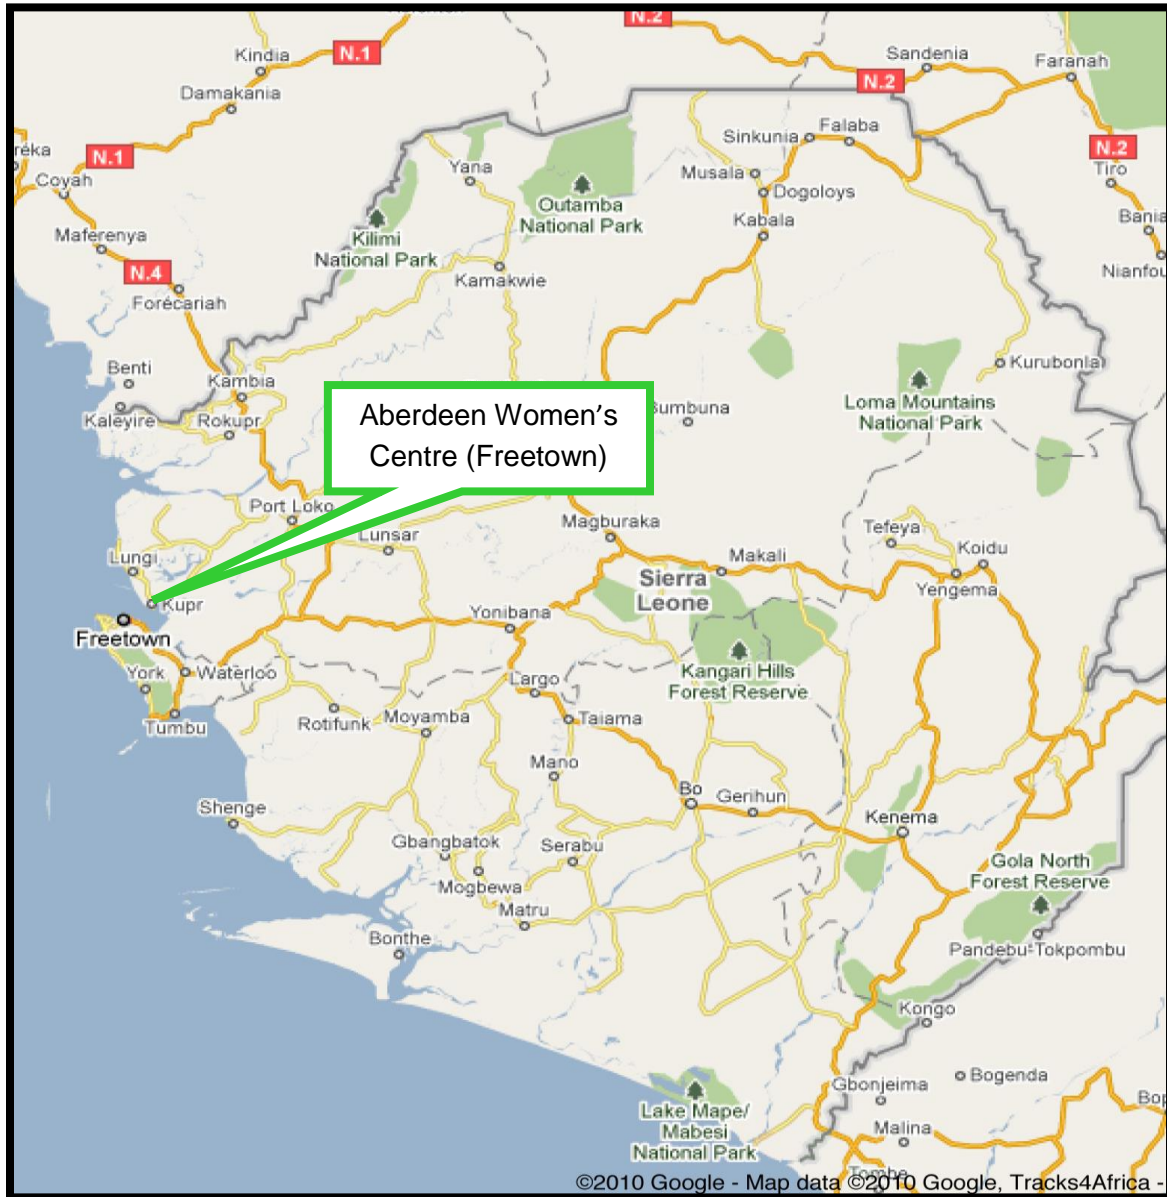 N.2
N.1
Kindia
Sandenia
Faranah
N.2
Damakania
Sinkunia
Falaba
N.1
N.2
Yana
Musala
Tiro
Coyah
Dogoloys
Outamba
National Park
Kabala
Maferenya
Kilimi
National Park
N.4
Kamakwie
Forécariah
Benti
Kurubonla
Kambia
Loma Mountains
National Park
Kaleyire
Rokupr
Aberdeen Women’s
Centre (Freetown)
Bumbuna
Port Loko
Magburaka
Lunsar
Tefeya
Koidu
Lungi
Makali
Sierra
Leone
Yengema
Kupr
Yonibana
Freetown
York
Waterloo
Kangari Hills
Forest Reserve
Largo
Rotifunk
Moyamba
Taiama
Tumbu
Mano
Bo
Gerihun
Shenge
Kenema
Gbangbatok
Serabu
Gola North
Forest Reserve
Mogbewa
Matru
Bonthe
Pandebu-Tokpombu
Kongo
Bogenda
Gbonjeima
Lake Mape/
Mabesi
National Park
Malina
Tombe
©2010 Google - Map data ©2010 Google, Tracks4Africa -